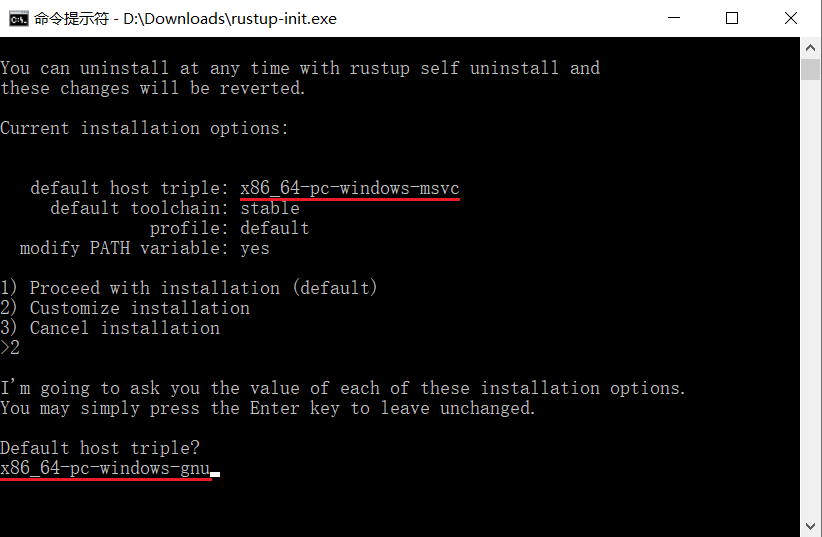 命令提示符 - D:\Downloads\rustup-init.exe
You can uninstall at any time with rustup self uninstall and
these changes will be reverted.
Current installation options:
default host triple: x86_64-pc-windows-msvc
default toolchain: stable
profile: default
modify PATH variable: yes
1) Proceed with installation (default)
2) Customize installation
3) Cancel installation
>2
I'm going to ask you the value of each of these installation options.
You may simply press the Enter key to leave unchanged.
Default host triple?
x86_64-pc-windows-gnu